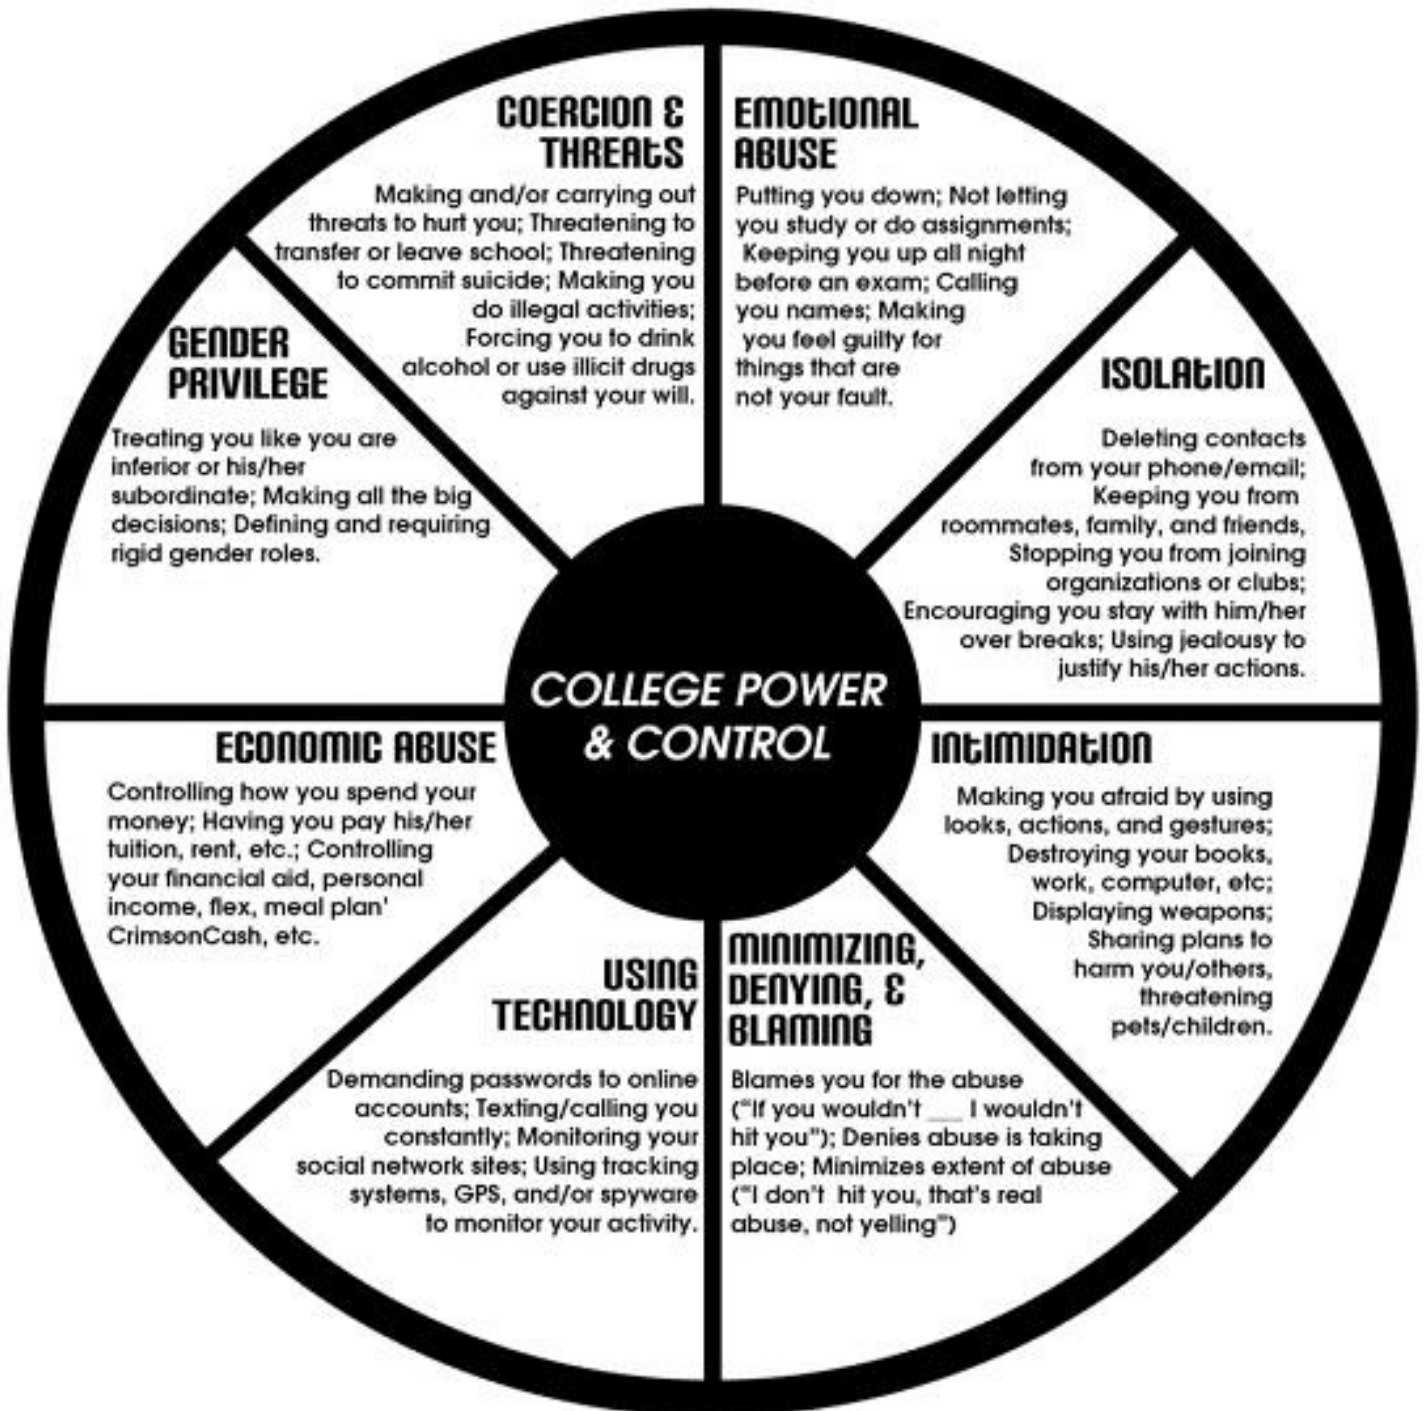 COERCION &
THREATS
Making and/or carrying out
threats to hurt you; Threatening to
transfer or leave school; Threatening
to commit suicide; Making you
do illegal activities;
Forcing you to drink
alcohol or use illicit drugs
against your will.
EMOTIONAL
ABUSE
Putting you down; Not letting
you study or do assignments;
Keeping you up all night
before an exam; Calling
you names; Making
you feel guilty for
things that are
not your fault.
GENDER
PRIVILEGE
Treating you like you are
inferior or his/her
subordinate; Making all the big
decisions; Defining and requiring
rigid gender roles.
ISOLATION
Deleting contacts
from your phone/email;
Keeping you from
roommates, family, and friends,
Stopping you from joining
organizations or clubs;
Encouraging you stay with him/her
over breaks; Using jealousy to
justify his/her actions.
COLLEGE POWER
& CONTROL
ECONOMIC ABUSE
Controlling how you spend your
money; Having you pay his/her
tuition, rent, etc.; Controlling
your financial aid, personal
income, flex, meal plan'
CrimsonCash, etc.
INTIMIDATION
Making you afraid by using
looks, actions, and gestures;
Destroying your books,
work, computer, etc;
Displaying weapons;
Sharing plans to
harm you/others,
threatening
pets/children.
USING
TECHNOLOGY
Demanding passwords to online
accounts; Texting/calling you
constantly; Monitoring your
social network sites; Using tracking
systems, GPS, and/or spyware
to monitor your activity.
MINIMIZING,
DENYING, &
BLAMING
Blames you for the abuse
("If you wouldn't ___ I wouldn't
hit you"); Denies abuse is taking
place; Minimizes extent of abuse
("I don't hit you, that's real
abuse, not yelling")